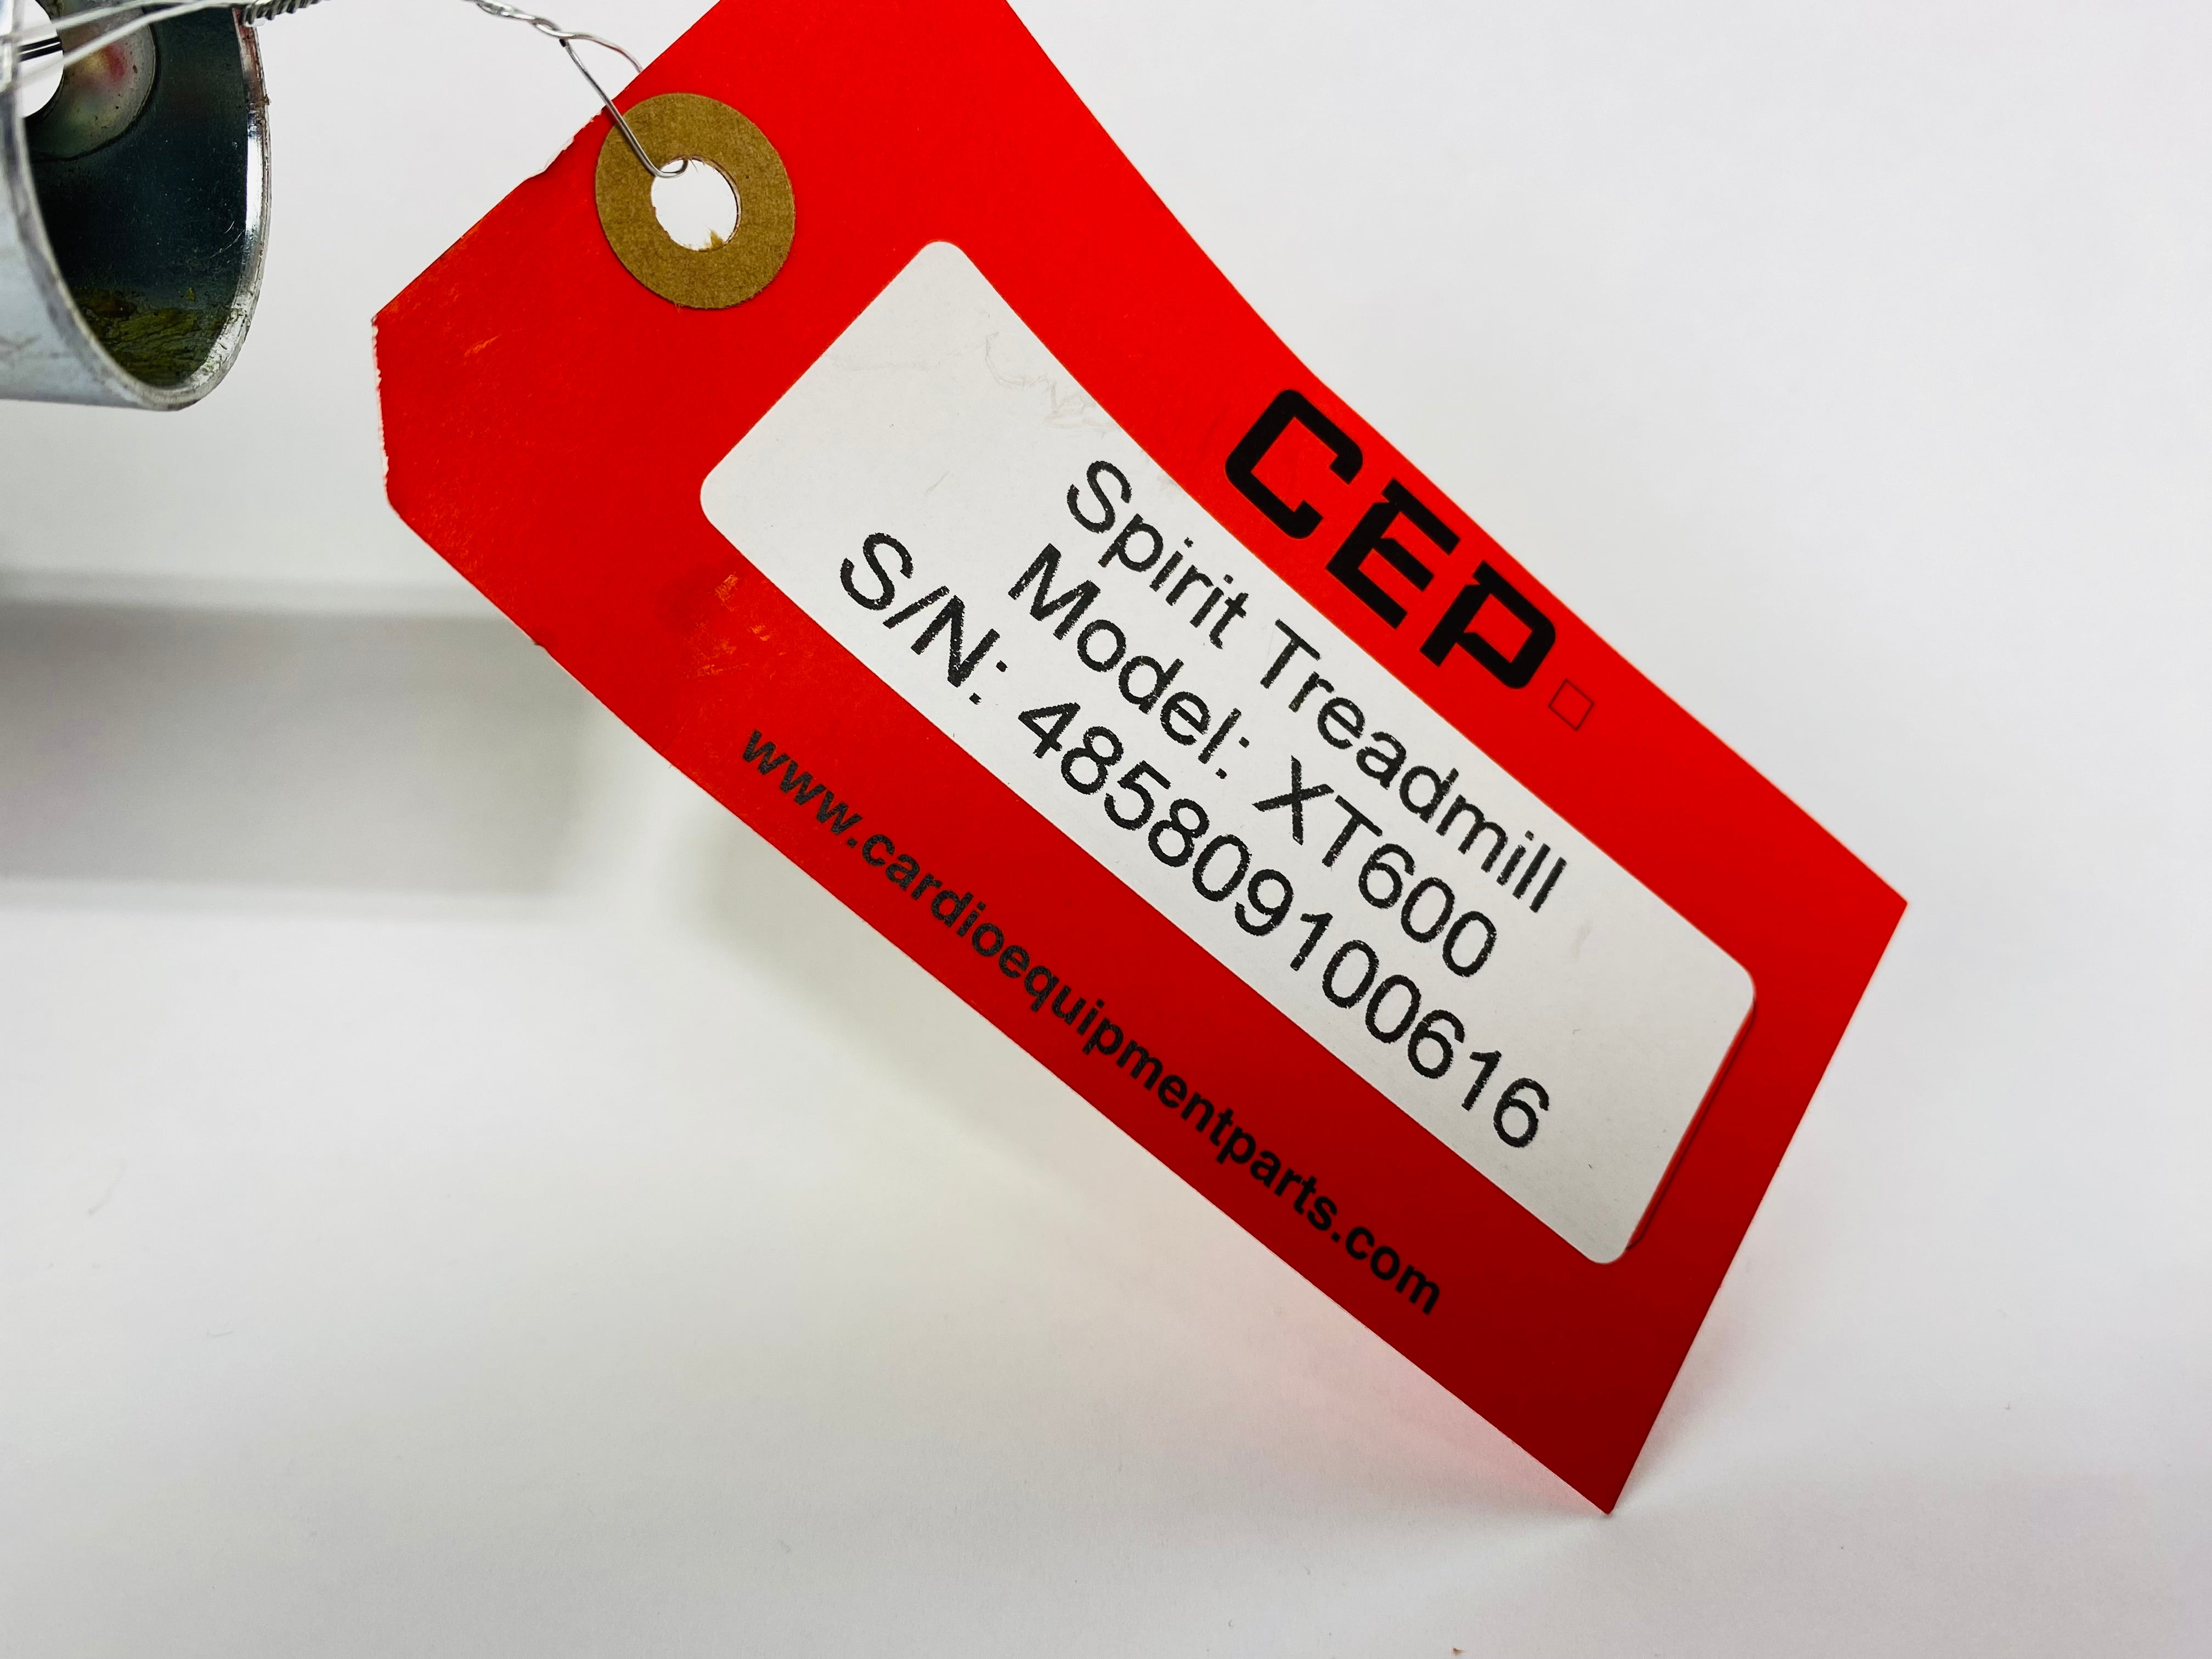 CEP
Spirit Treadmill
Model: XT600
S/N: 485809100616
www.cardioequipmentparts.com